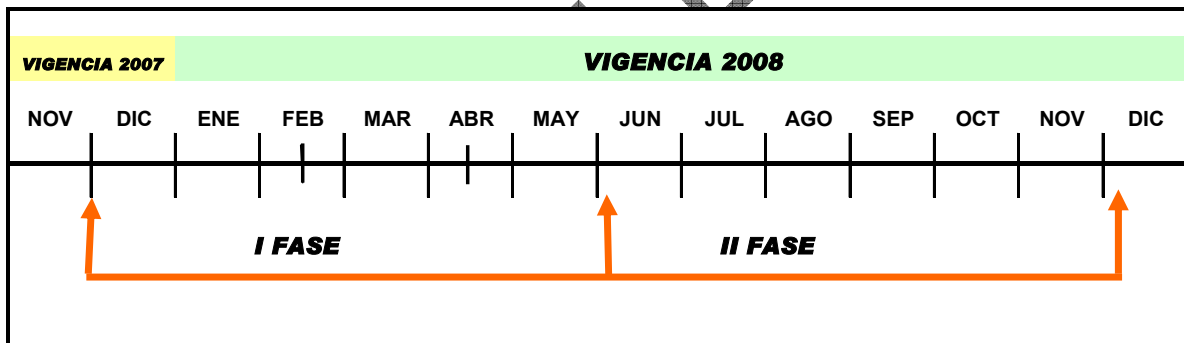 VIGENCIA 2007 VIGENCIA 2008
NOV DIC ENE FEB MAR ABR MAY JUN JUL AGO SEP OCT NOV DIC
I FASE II FASE